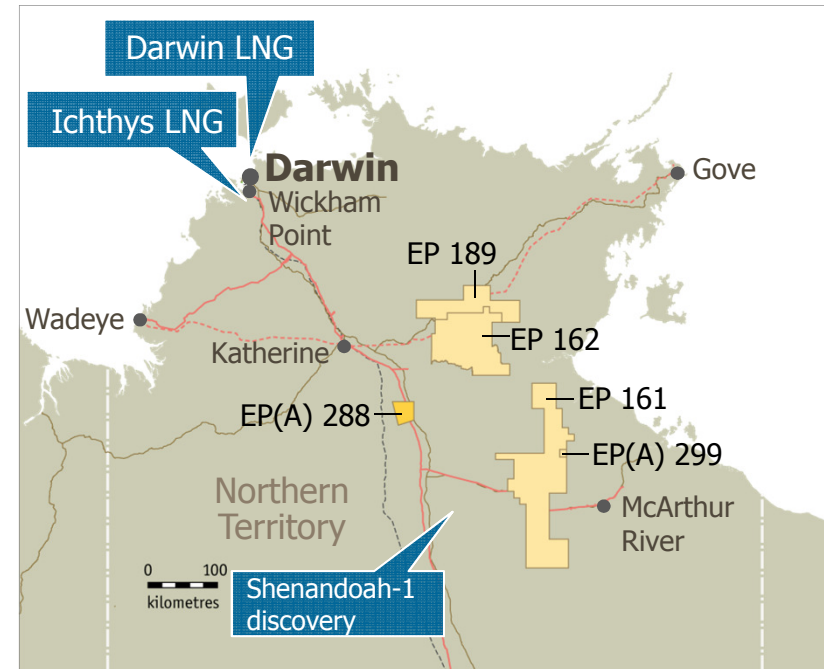 Darwin LNG
Ichthys LNG
Darwin
Wickham
Point
Gove
EP 189
Wadeye
EP 162
Katherine
EP 161
EP(A) 288
EP(A) 299
Northern
Territory
McArthur
River
0 100
kilometres
Shenandoah-1
discovery